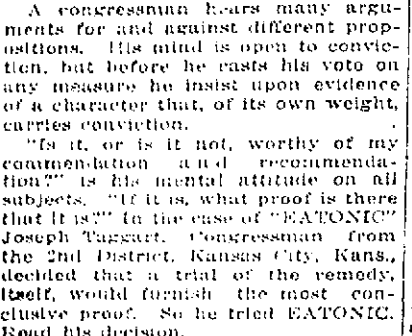 A congressman hears many argu-
ments for and against different prop-
ositions. His mind is open to convic-
tion, but before he casts his vote on
any measure he insist upon evidence
of a character that, of its own weight,
carries conviction.
"Is it, or is it not, worthy of my
commendation and recommenda-
tion?" is his mental attitude on all
subjects. "If it is, what proof is there
that it is?" In the case of "EATONIC"
Joseph Taggart, Congressman from
the 2nd District, Kansas City, Kans.,
decided that a trial of the remedy,
itself, would furnish the most con-
clusive proof. So he tried EATONIC.
Read his decision.